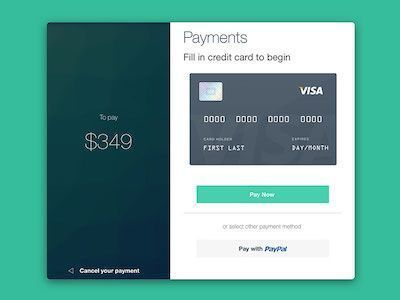 Payments
Fill in credit card to begin
VISA
0000 0000 0000 0000
CARD HOLDER EXPIRES
FIRST LAST DAY/MONTH
VISA
To pay
$349
Pay Now
or select other payment method
Pay with PayPal
Cancel your payment